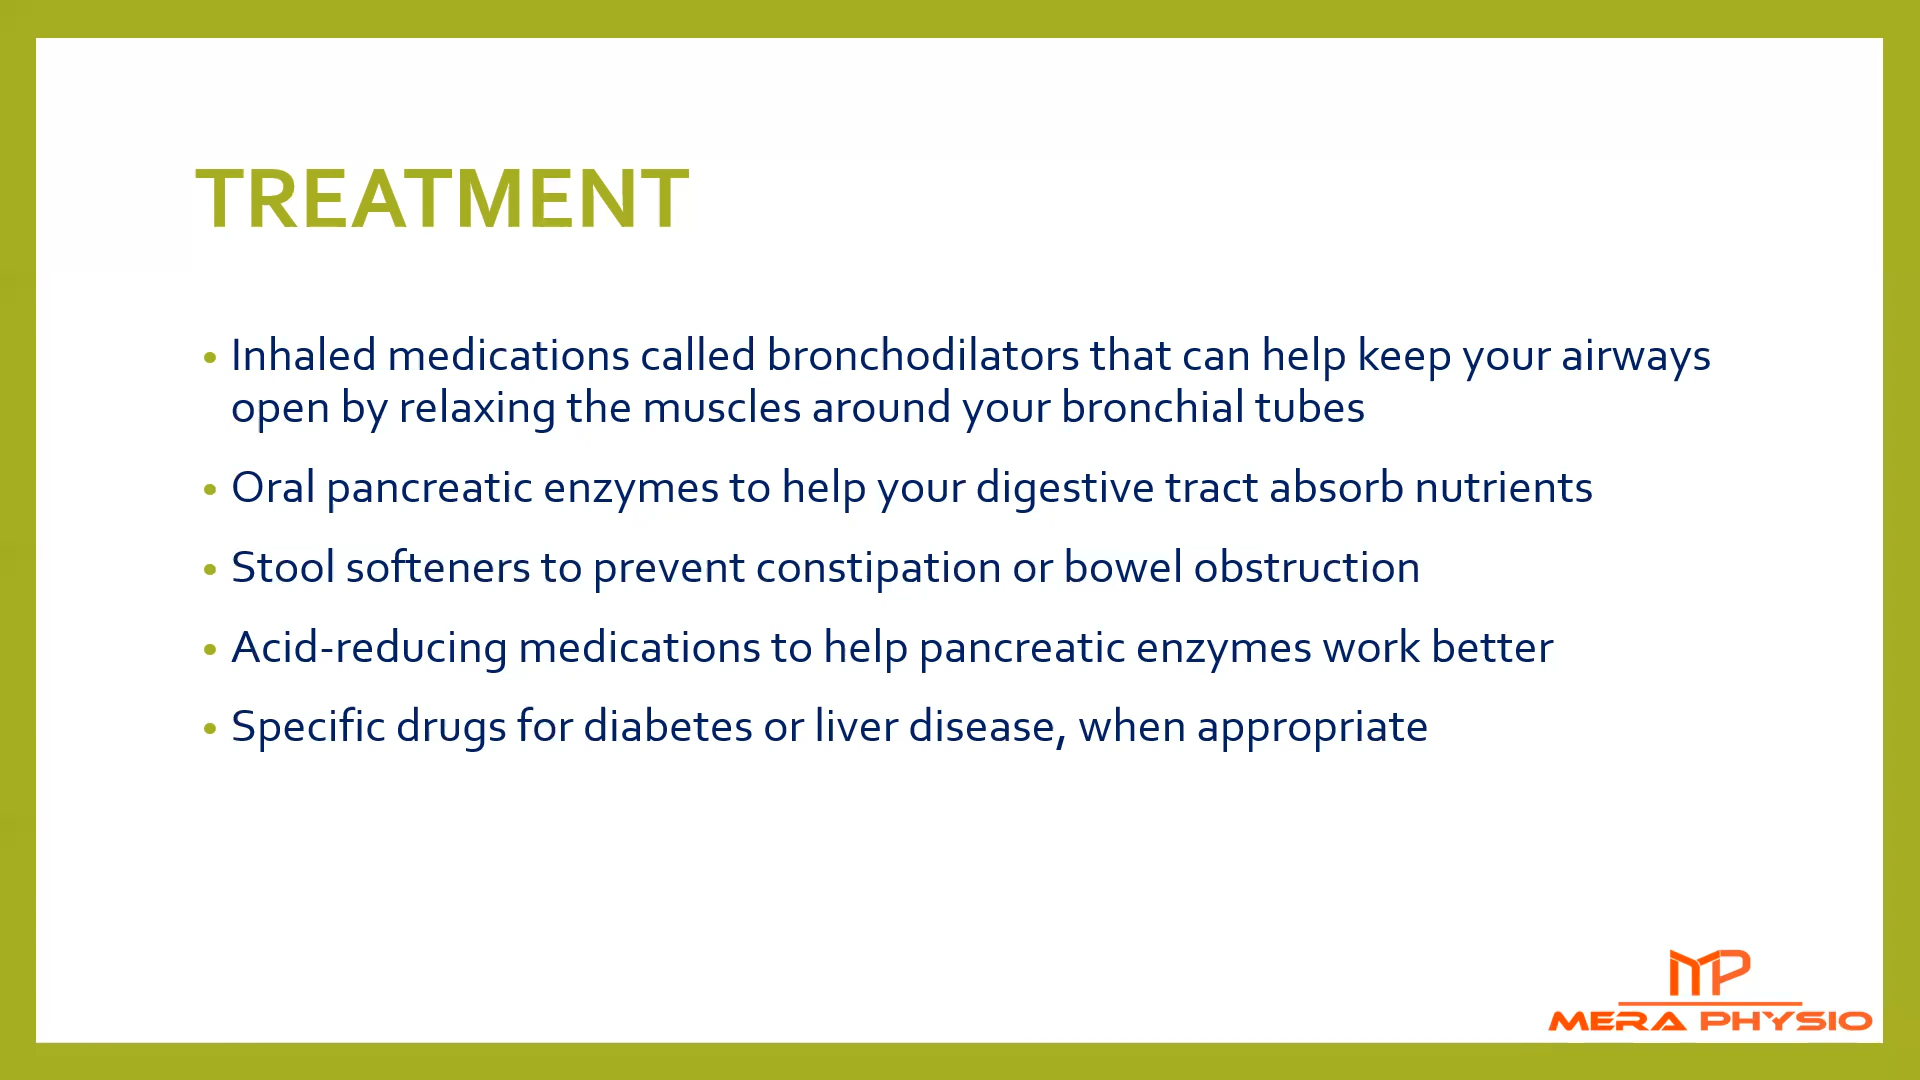 TREATMENT
• Inhaled medications called bronchodilators that can help keep your airways
open by relaxing the muscles around your bronchial tubes
• Oral pancreatic enzymes to help your digestive tract absorb nutrients
• Stool softeners to prevent constipation or bowel obstruction
• Acid-reducing medications to help pancreatic enzymes work better
• Specific drugs for diabetes or liver disease, when appropriate
MP
MERA PHYSIO